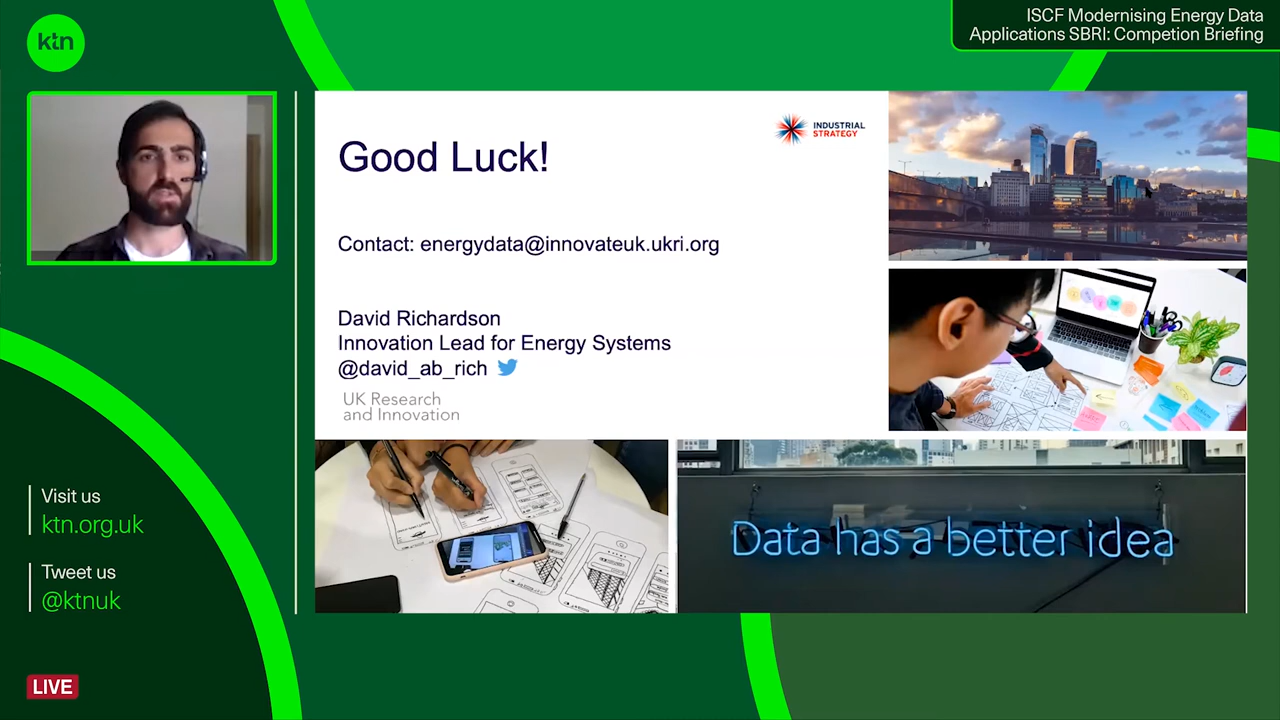 ktn
ISCF Modernising Energy Data
Applications SBRI: Competion Briefing
Good Luck!
INDUSTRIAL
STRATEGY
Contact: energydata@innovateuk.ukri.org
David Richardson
Innovation Lead for Energy Systems
@david_ab_rich
UK Research
and Innovation
Data has a better idea
Visit us
ktn.org.uk
Tweet us
@ktnuk
LIVE